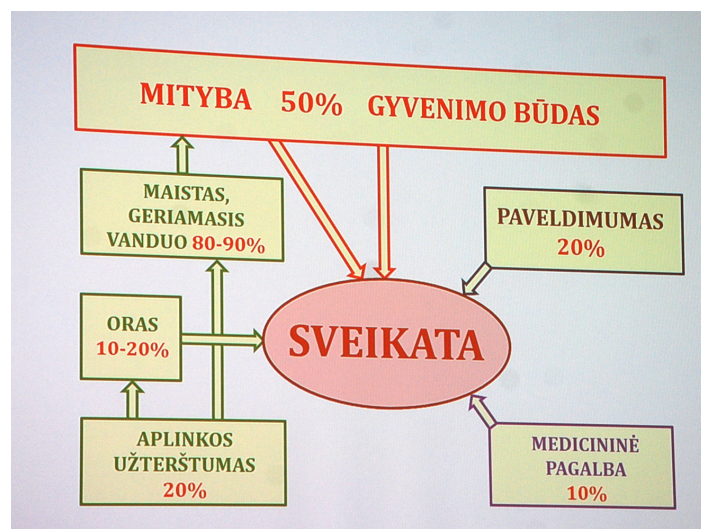 MITYBA 50% GYVENIMO BŪDAS
MAISTAS,
GERIAMASIS
VANDUO 80-90%
PAVELDIMUMAS
20%
ORAS
10-20%
SVEIKATA
APLINKOS
UŽTERŠTUMAS
20%
MEDICININĖ
PAGALBA
10%